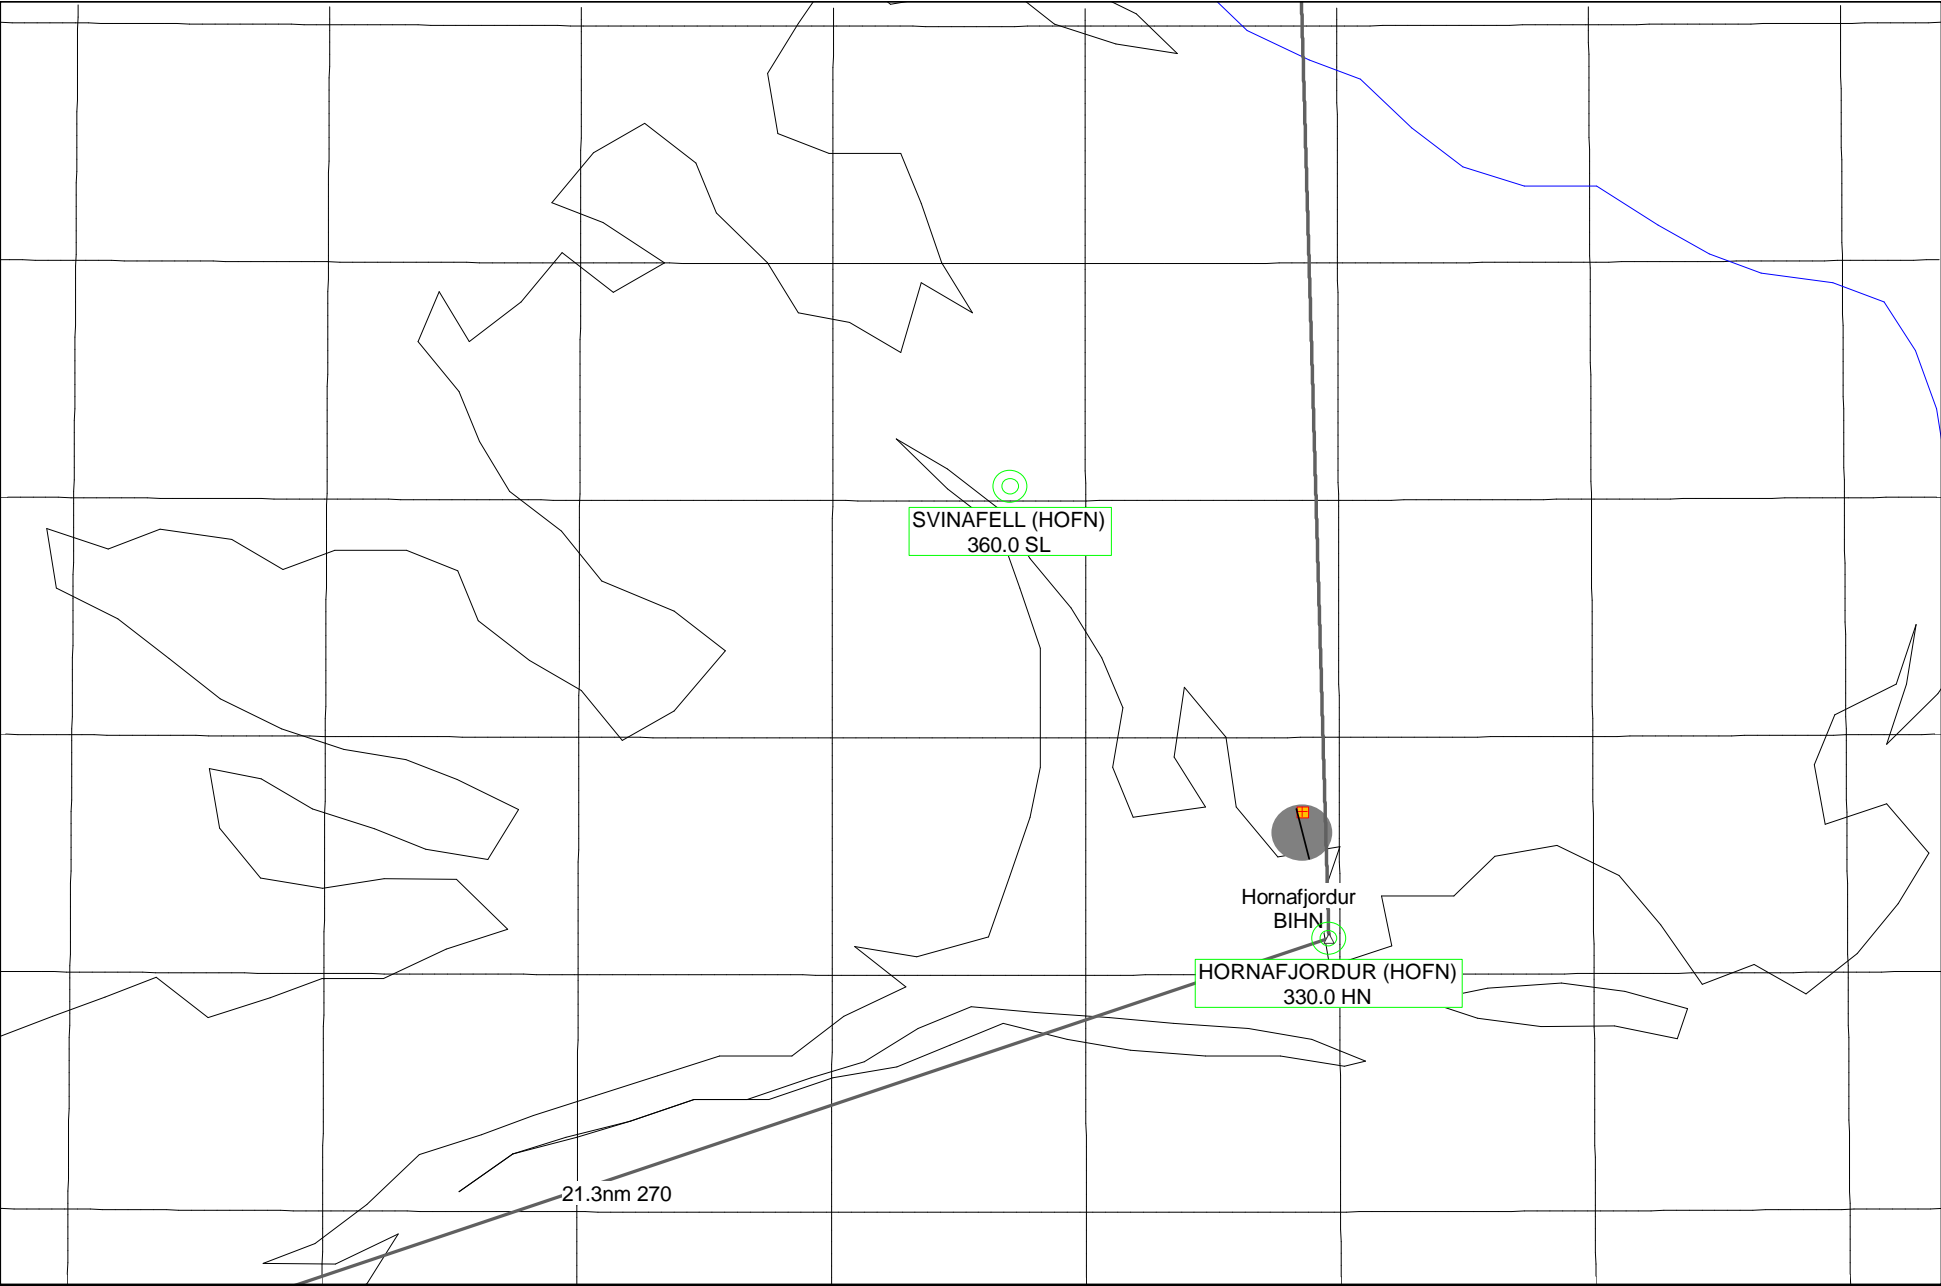 SVINAFELL (HOFN)
360.0 SL
Hornafjordur
BIHN
HORNAFJORDUR (HOFN)
330.0 HN
21.3nm 270